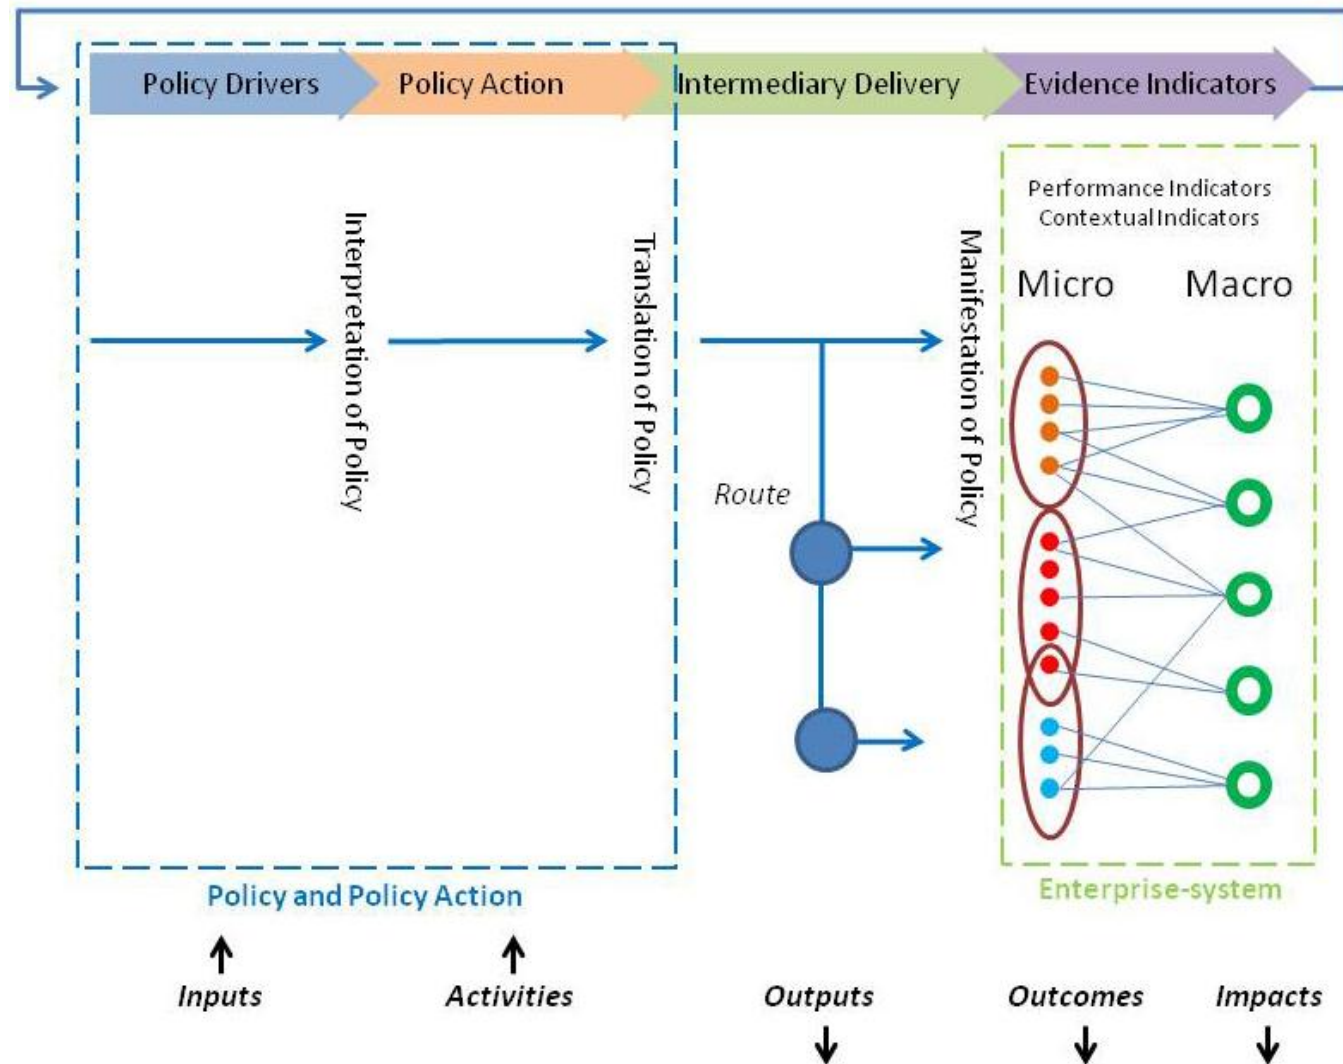 Policy Drivers
Policy Action
Intermediary Delivery
Evidence Indicators
Performance Indicators
Contextual Indicators
Interpretation of Policy
Translation of Policy
Manifestation of Policy
Micro
Macro
Route
Policy and Policy Action
Enterprise-system
Inputs
Activities
Outputs
Outcomes
Impacts